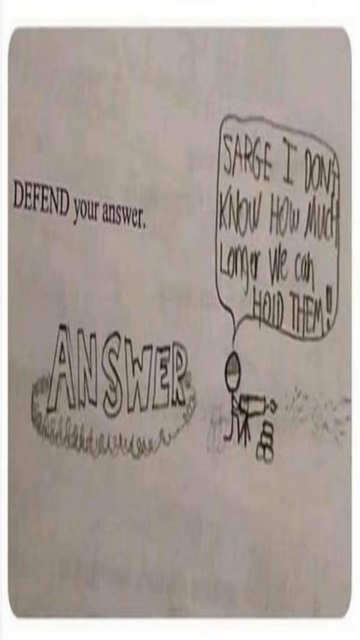 DEFEND your answer.
SARGE I DON'T
KNOW HOW MUCH
Longer We can
HOLD THEM!
ANSWER